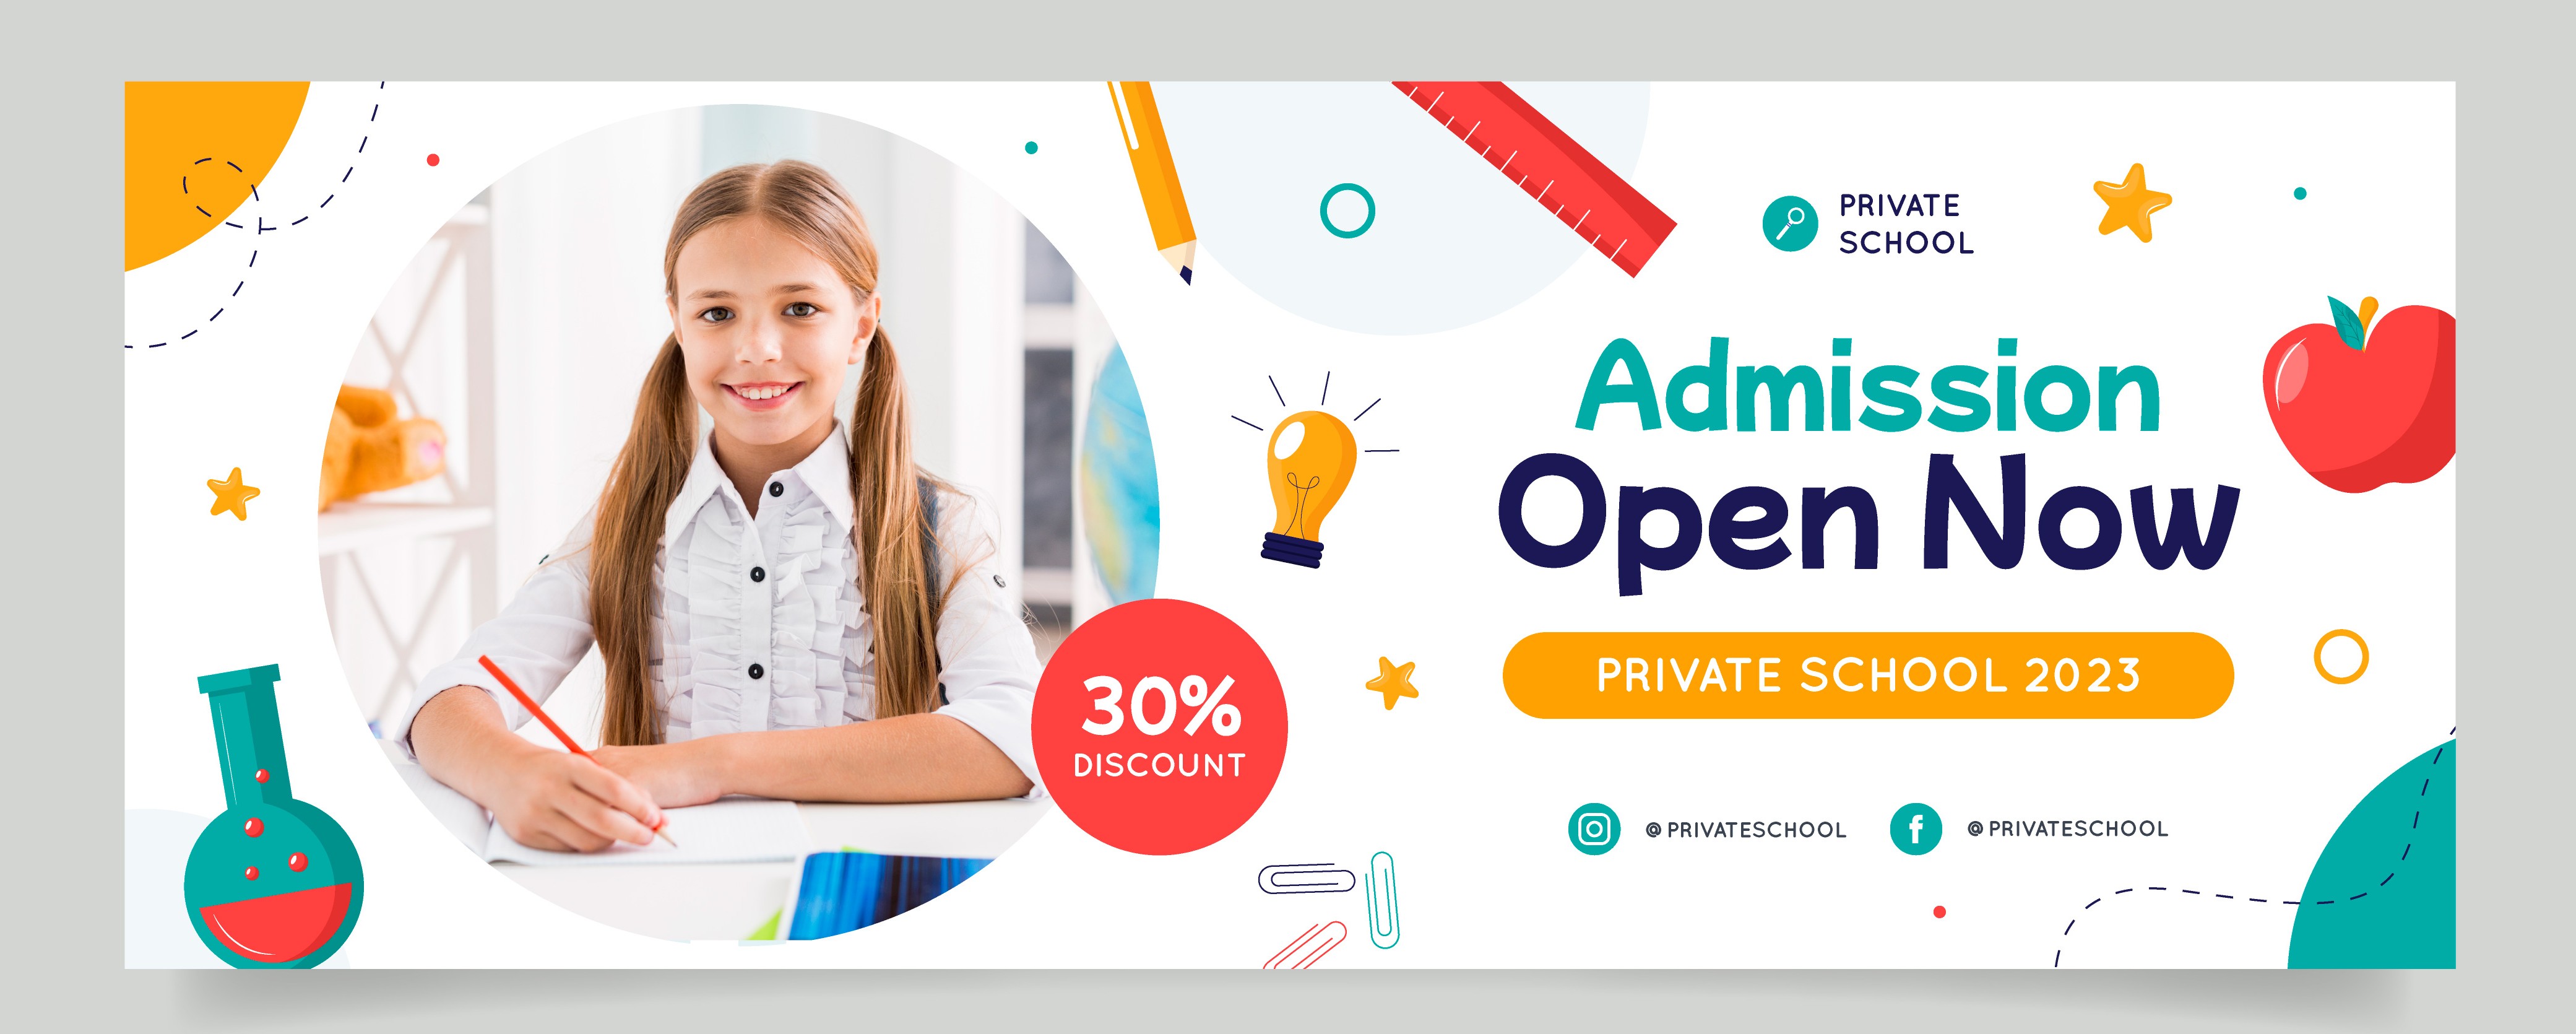 PRIVATE
SCHOOL
Admission
Open Now
PRIVATE SCHOOL 2023
30%
DISCOUNT
@PRIVATESCHOOL
@PRIVATESCHOOL